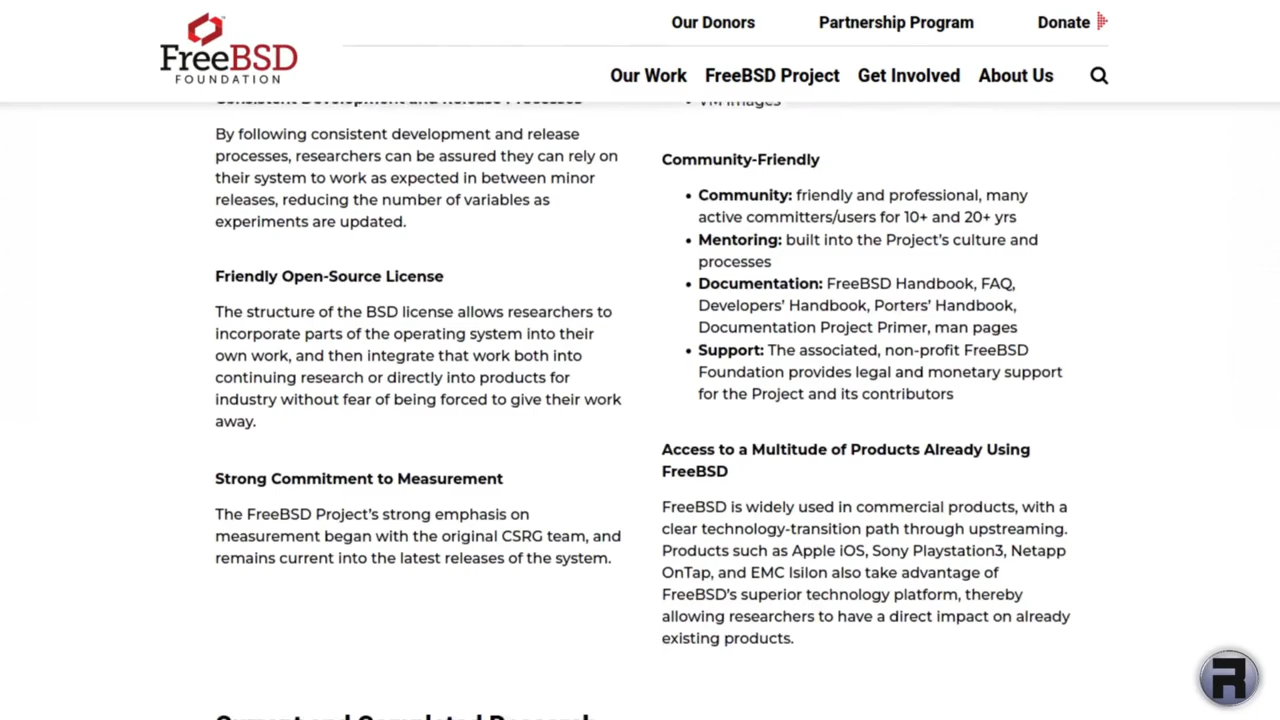 Our Donors
Partnership Program
Donate
FreeBSD
FOUNDATION
Our Work
FreeBSD Project
Get Involved
About Us
Consistent Development and Release Processes
By following consistent development and release
processes, researchers can be assured they can rely on
their system to work as expected in between minor
releases, reducing the number of variables as
experiments are updated.
Friendly Open-Source License
The structure of the BSD license allows researchers to
incorporate parts of the operating system into their
own work, and then integrate that work both into
continuing research or directly into products for
industry without fear of being forced to give their work
away.
Strong Commitment to Measurement
The FreeBSD Project's strong emphasis on
measurement began with the original CSRG team, and
remains current into the latest releases of the system.
• VM images
Community-Friendly
• Community: friendly and professional, many
active committers/users for 10+ and 20+ yrs
• Mentoring: built into the Project's culture and
processes
• Documentation: FreeBSD Handbook, FAQ,
Developers' Handbook, Porters' Handbook,
Documentation Project Primer, man pages
• Support: The associated, non-profit FreeBSD
Foundation provides legal and monetary support
for the Project and its contributors
Access to a Multitude of Products Already Using
FreeBSD
FreeBSD is widely used in commercial products, with a
clear technology-transition path through upstreaming.
Products such as Apple iOS, Sony Playstation3, Netapp
OnTap, and EMC Isilon also take advantage of
FreeBSD's superior technology platform, thereby
allowing researchers to have a direct impact on already
existing products.
Current and Completed Research
R